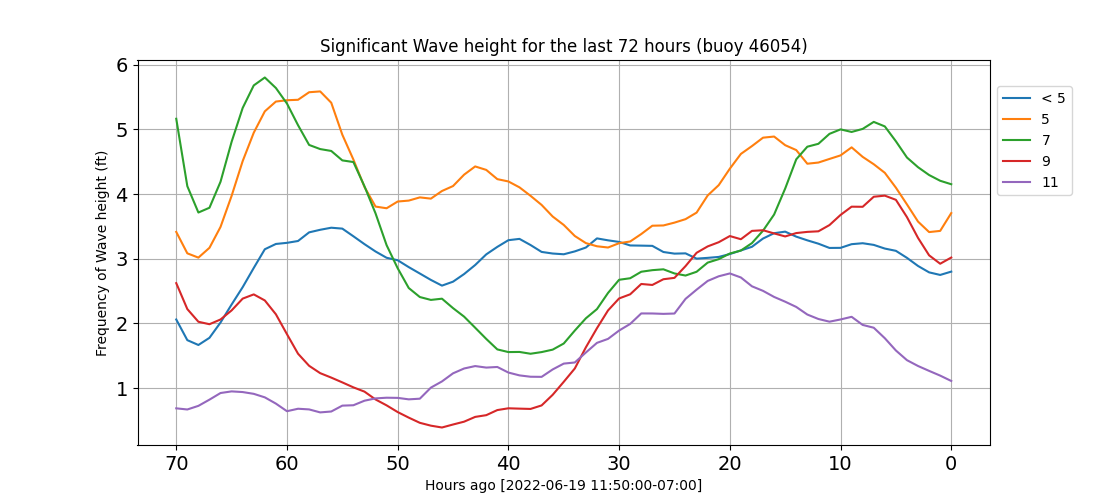 Significant Wave height for the last 72 hours (buoy 46054)
Frequency of Wave height (ft)
6
5
4
3
2
1
70 60 50 40 30 20 10 0
Hours ago [2022-06-19 11:50:00-07:00]
< 5
5
7
9
11